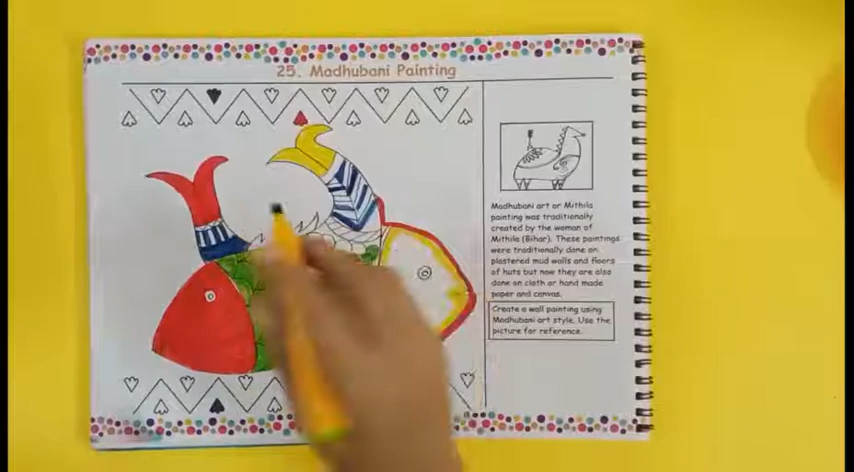 25. Madhubani Painting
Madhubani art or Mithila
painting was traditionally
created by the woman of
Mithila (Bihar). These paintings
were traditionally done on
plastered mud walls and floors
of huts but now they are also
done on cloth or hand made
paper and canvas.
Create a wall painting using
Madhubani art style. Use the
picture for reference.